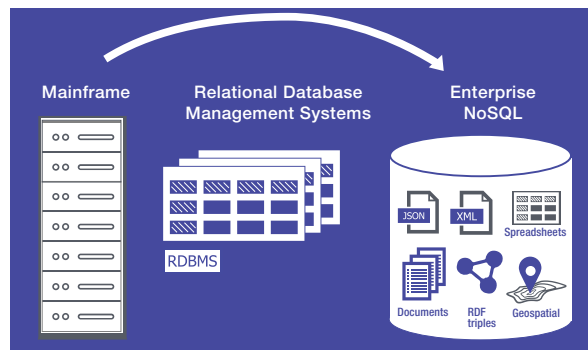 Mainframe
Relational Database
Management Systems
Enterprise
NoSQL
RDBMS
JSON
XML
Spreadsheets
Documents
RDF
triples
Geospatial